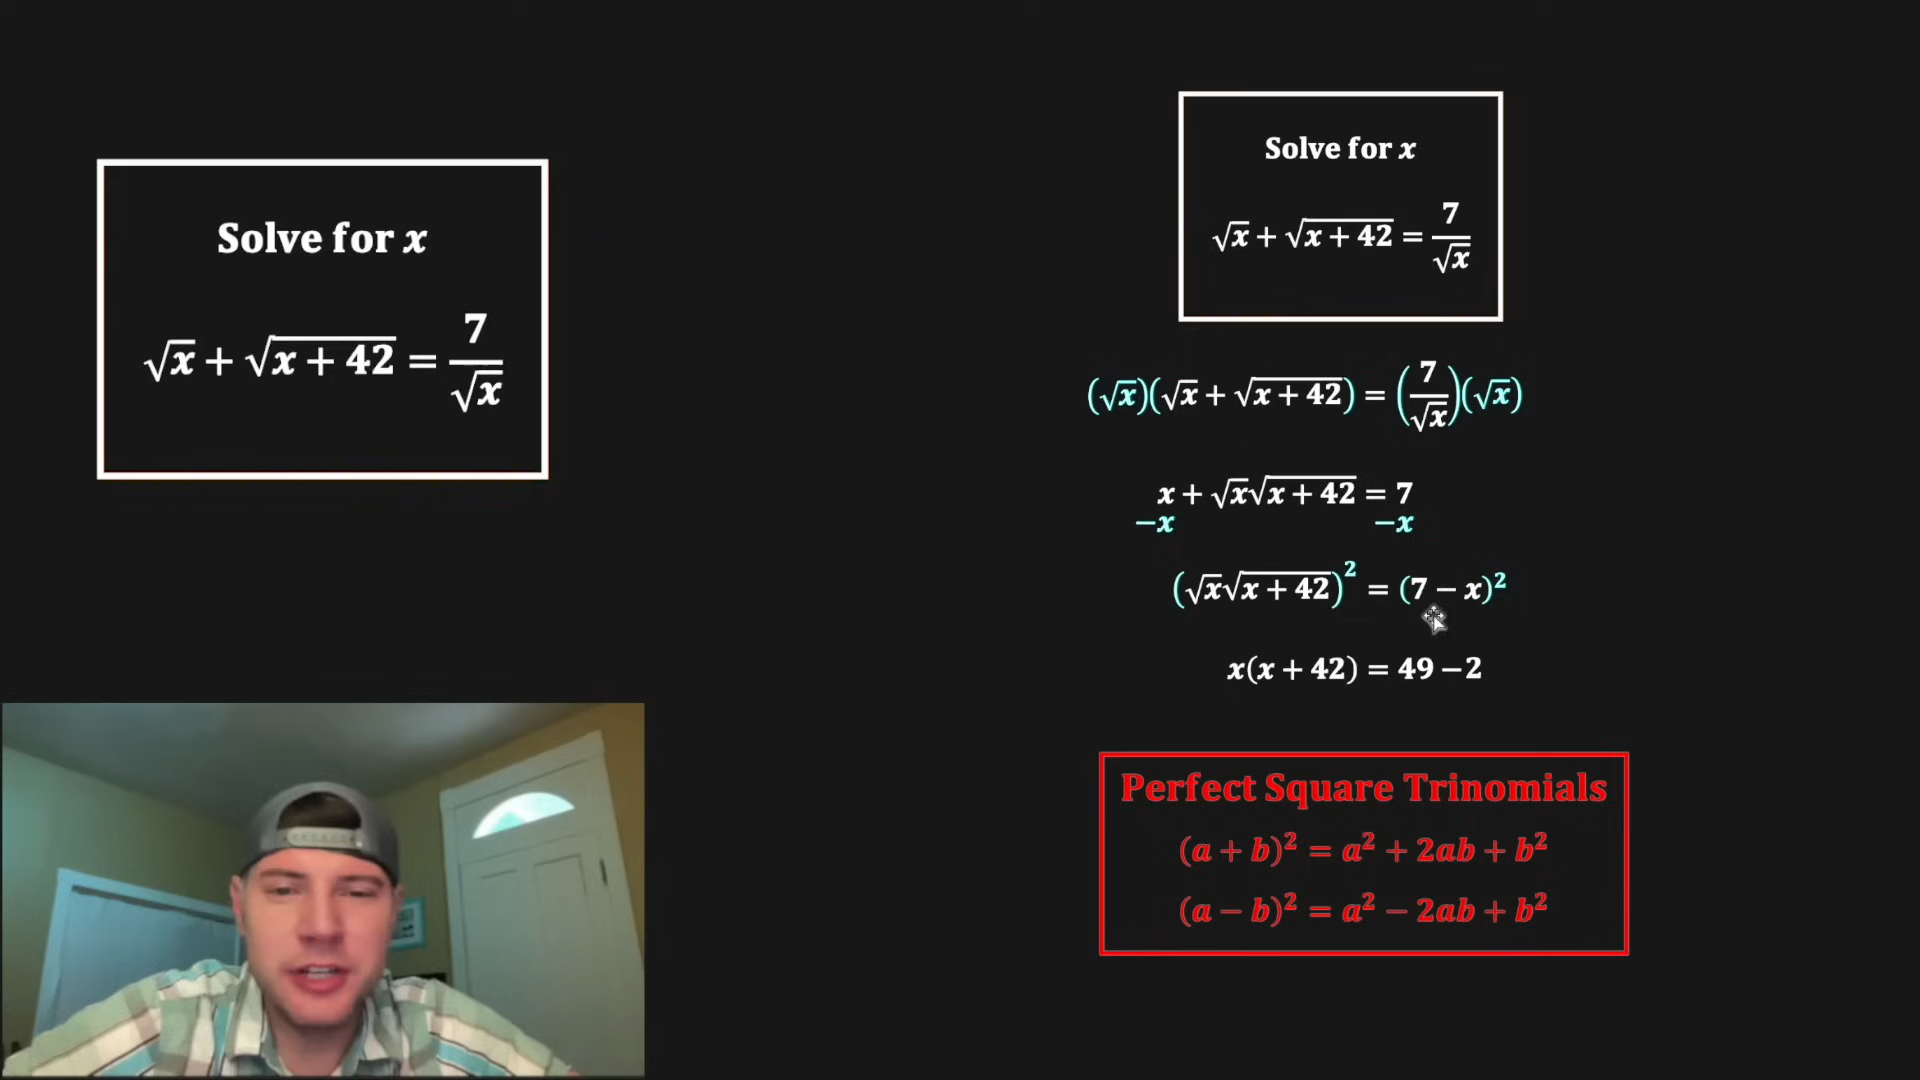 Solve for x
√x + √(x + 42) = 7/√x
Solve for x
√x + √(x + 42) = 7/√x
(√x)(√x + √(x + 42)) = (7/√x)(√x)
x + √x√(x + 42) = 7
−x −x
(√x√(x + 42))² = (7 − x)²
x(x + 42) = 49 −2
Perfect Square Trinomials
(a + b)² = a² + 2ab + b²
(a − b)² = a² − 2ab + b²